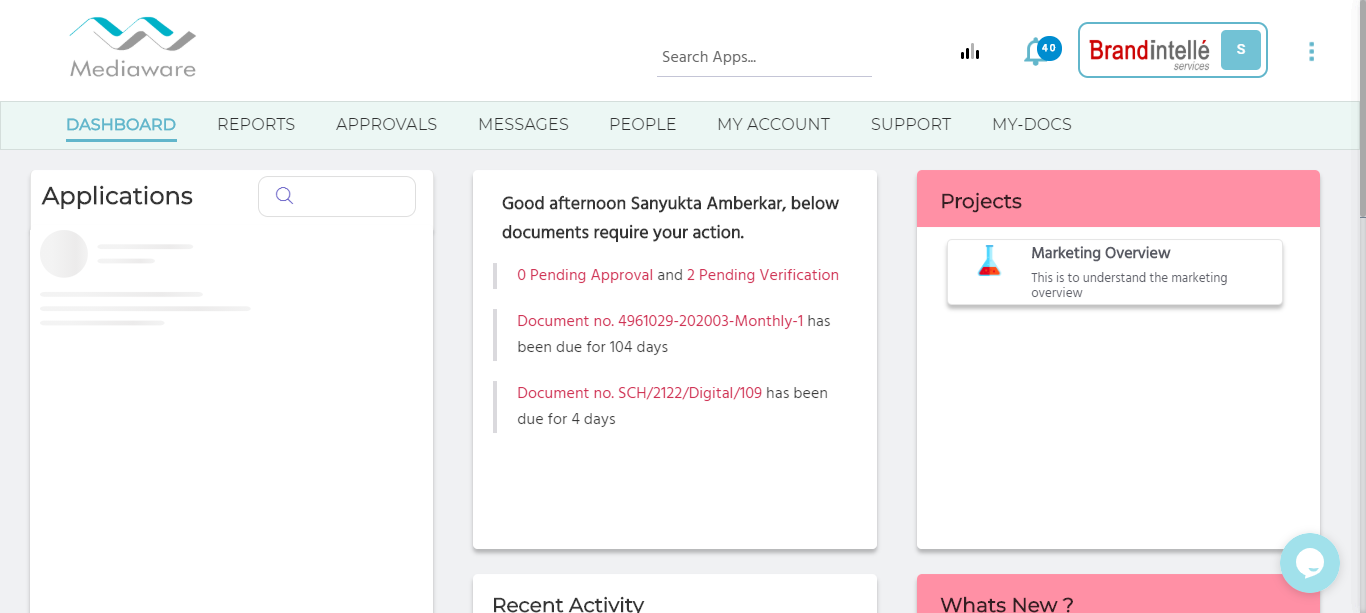 Mediaware
Search Apps...
40
Brandintellé
services
S
DASHBOARD
REPORTS
APPROVALS
MESSAGES
PEOPLE
MY ACCOUNT
SUPPORT
MY-DOCS
Applications
Good afternoon Sanyukta Amberkar, below
documents require your action.
0 Pending Approval and 2 Pending Verification
Document no. 4961029-202003-Monthly-1 has
been due for 104 days
Document no. SCH/2122/Digital/109 has been
due for 4 days
Projects
Marketing Overview
This is to understand the marketing
overview
Recent Activity
Whats New ?